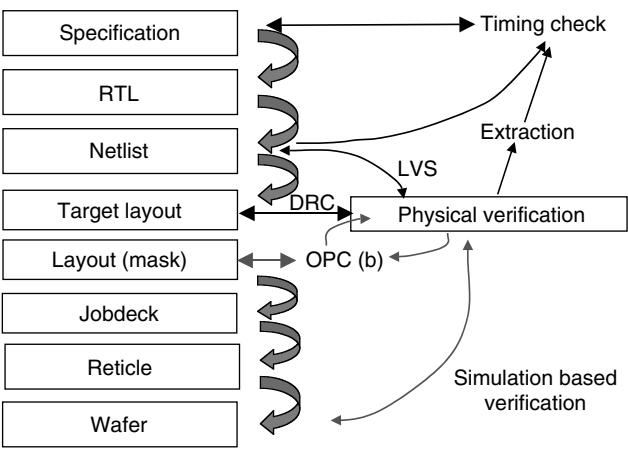 Specification
Timing check
RTL
Extraction
Netlist
LVS
DRC
Target layout
Physical verification
Layout (mask)
OPC (b)
Jobdeck
Reticle
Simulation based
verification
Wafer